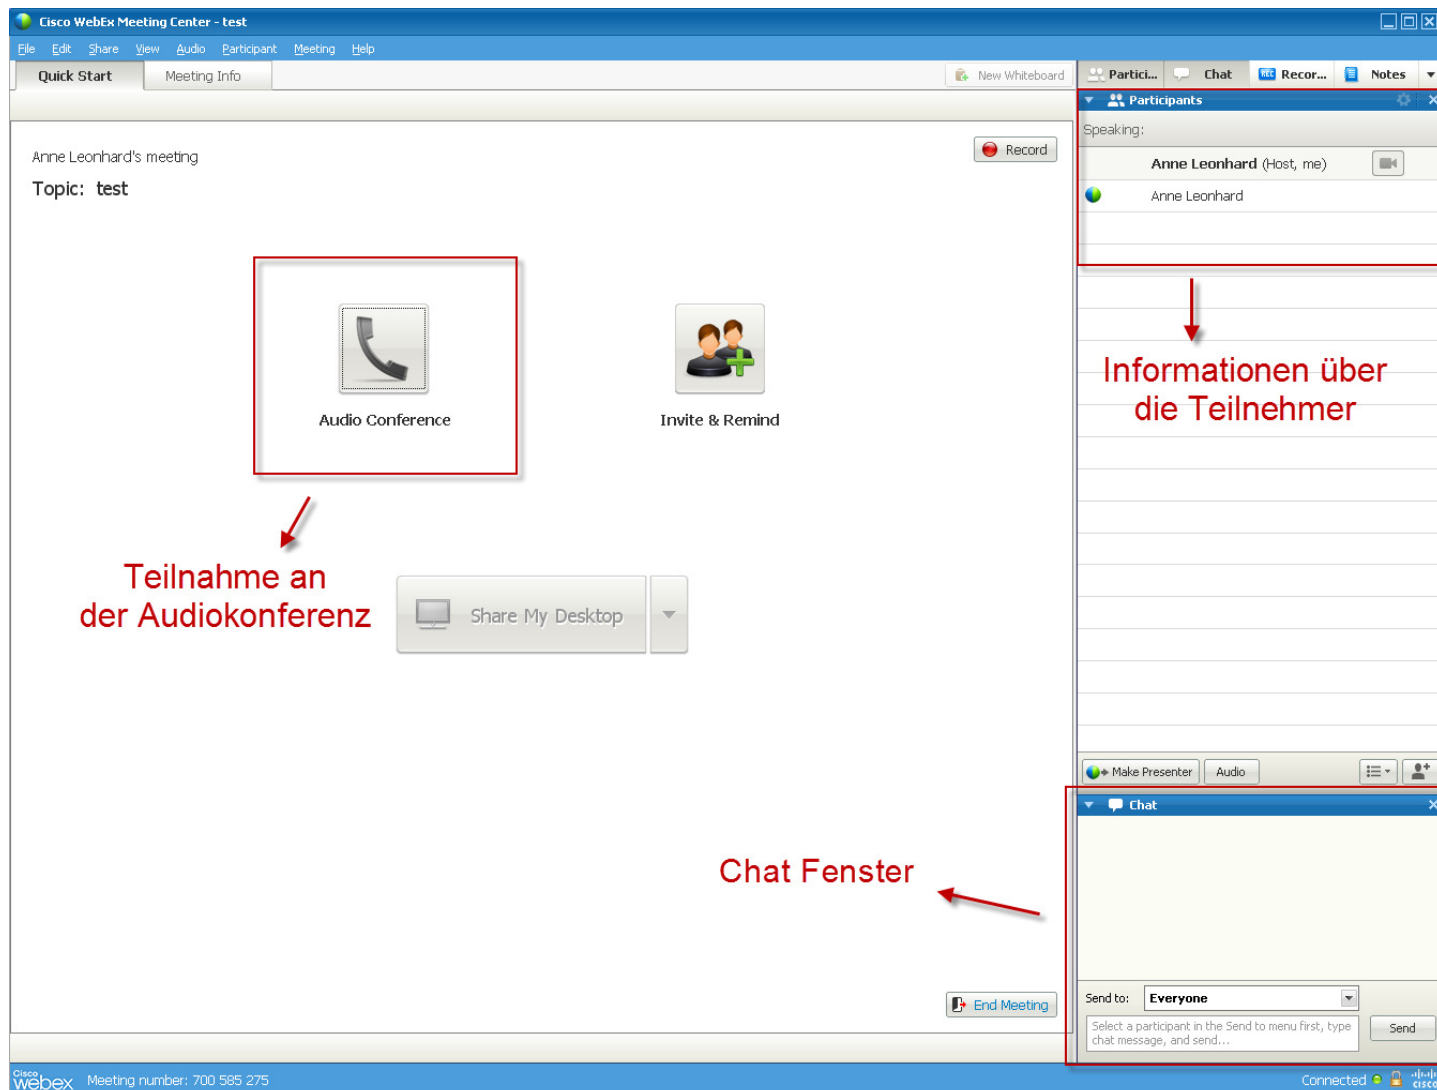 Cisco WebEx Meeting Center - test
File Edit Share View Audio Participant Meeting Help
Quick Start Meeting Info New Whiteboard
Partici... Chat REC Recor... Notes
Participants
Speaking:
Anne Leonhard (Host, me)
Anne Leonhard
Anne Leonhard's meeting
Record
Topic: test
Audio Conference
Invite & Remind
Informationen über
die Teilnehmer
Teilnahme an
der Audiokonferenz
Share My Desktop
Make Presenter Audio
Chat
Chat Fenster
End Meeting
Send to: Everyone
Select a participant in the Send to menu first, type
chat message, and send...
Send
Cisco
webex Meeting number: 700 585 275
Connected
cisco